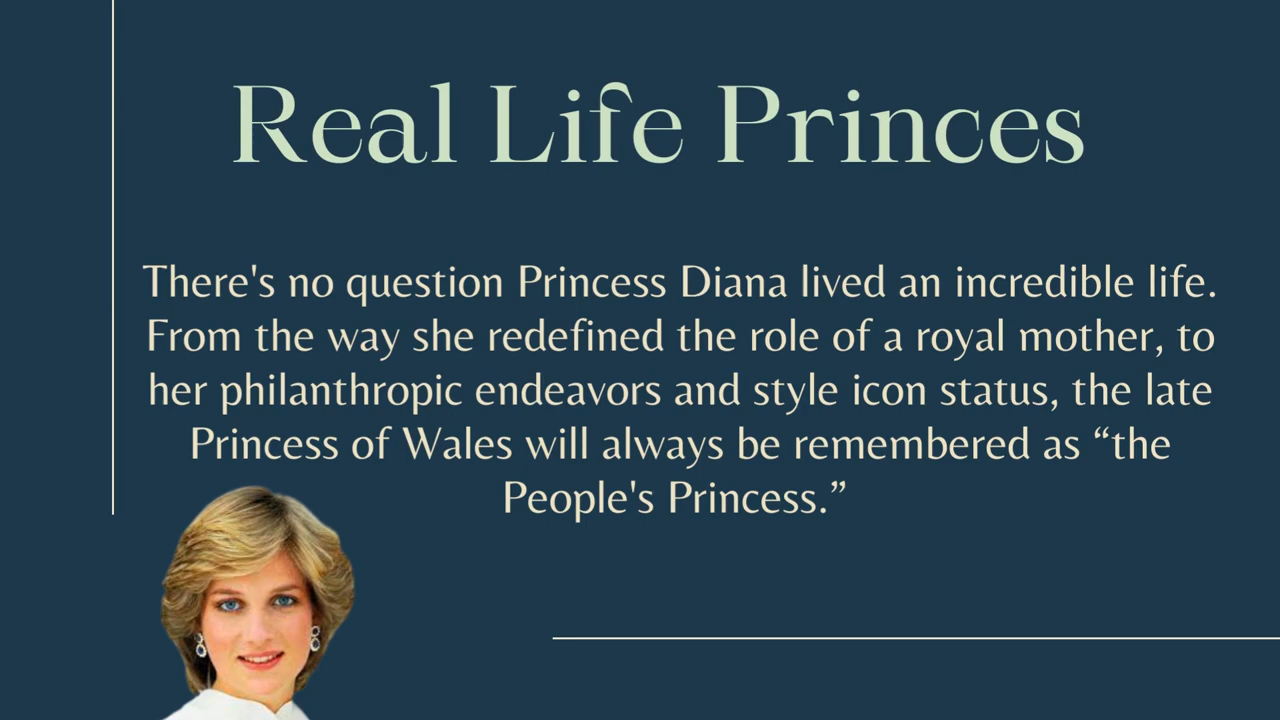 Real Life Princes
There's no question Princess Diana lived an incredible life.
From the way she redefined the role of a royal mother, to
her philanthropic endeavors and style icon status, the late
Princess of Wales will always be remembered as “the
People's Princess.”